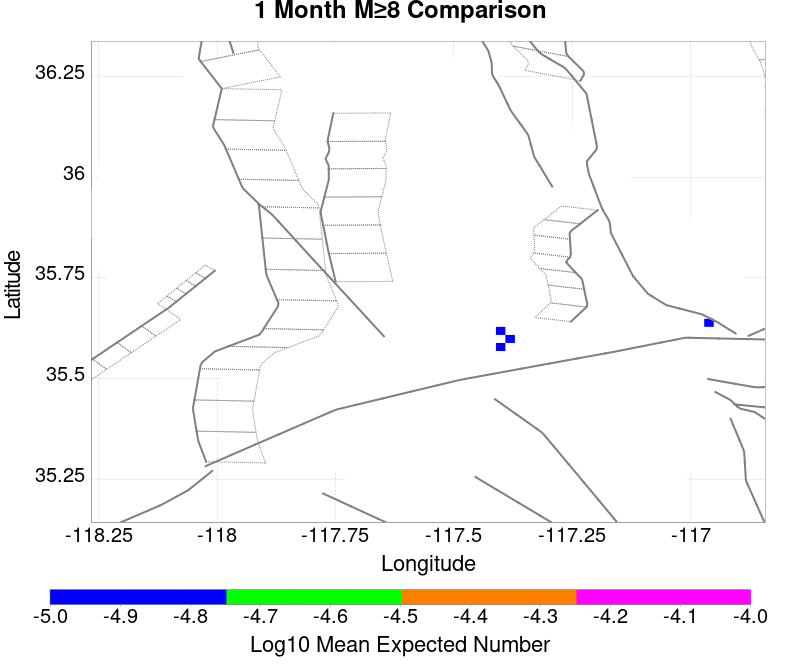 1 Month M≥8 Comparison
36.25
36
35.75
35.5
35.25
Latitude
-118.25 -118 -117.75 -117.5 -117.25 -117
Longitude
-5.0 -4.9 -4.8 -4.7 -4.6 -4.5 -4.4 -4.3 -4.2 -4.1 -4.0
Log10 Mean Expected Number